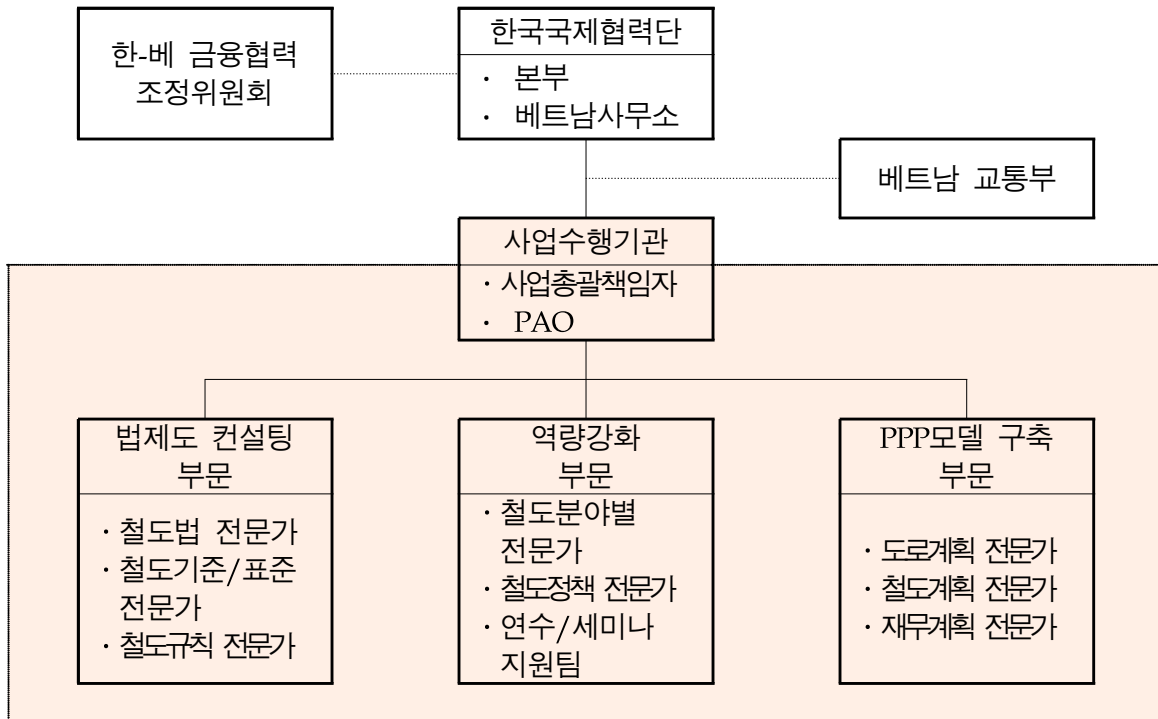 한-베 금융협력
조정위원회
한국국제협력단
· 본부
· 베트남사무소
베트남 교통부
사업수행기관
· 사업총괄책임자
· PAO
법제도 컨설팅
부문
· 철도법 전문가
· 철도기준/표준
전문가
· 철도규칙 전문가
역량강화
부문
· 철도분야별
전문가
· 철도정책 전문가
· 연수/세미나
지원팀
PPP모델 구축
부문
· 도로계획 전문가
· 철도계획 전문가
· 재무계획 전문가